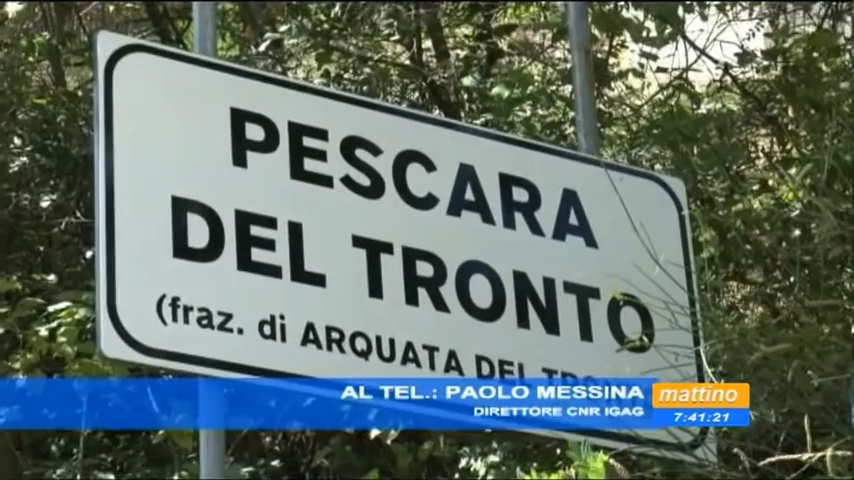 PESCARA
DEL TRONTO
(fraz. di ARQUATA DEL
AL TEL.: PAOLO MESSINA
DIRETTORE CNR IGAG
mattino
7:41:21